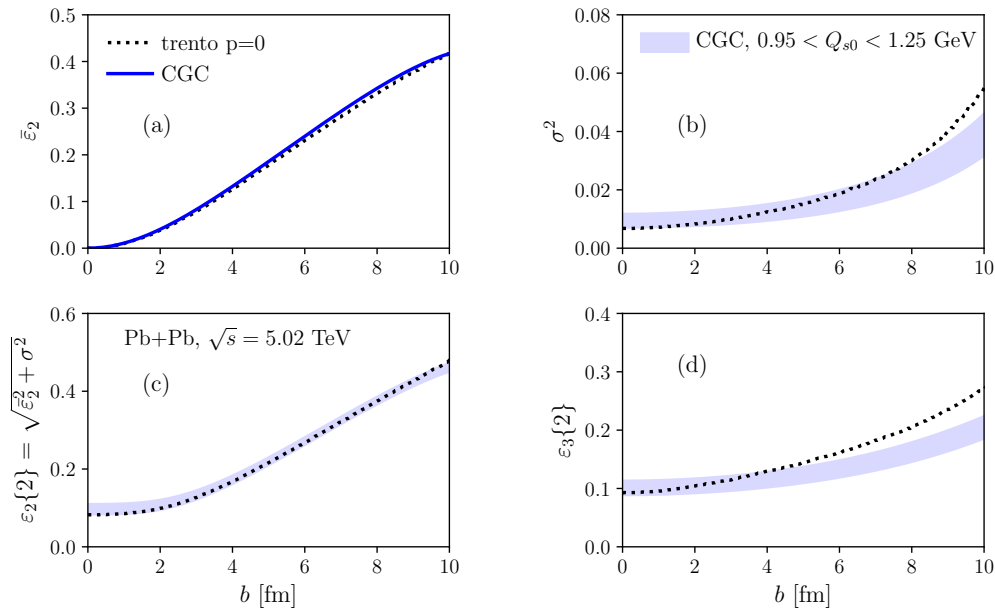 0.5
0.4
0.3
0.2
0.1
0.0
0 2 4 6 8 10
ε̄₂
trento p=0
CGC
(a)
0.08
0.06
0.04
0.02
0.00
0 2 4 6 8 10
σ²
CGC, 0.95 < Q_{s0} < 1.25 GeV
(b)
0.6
0.4
0.2
0.0
0 2 4 6 8 10
ε₂{2} = √(ε̄₂² + σ²)
Pb+Pb, √s = 5.02 TeV
(c)
b [fm]
0.4
0.3
0.2
0.1
0.0
0 2 4 6 8 10
ε₃{2}
(d)
b [fm]